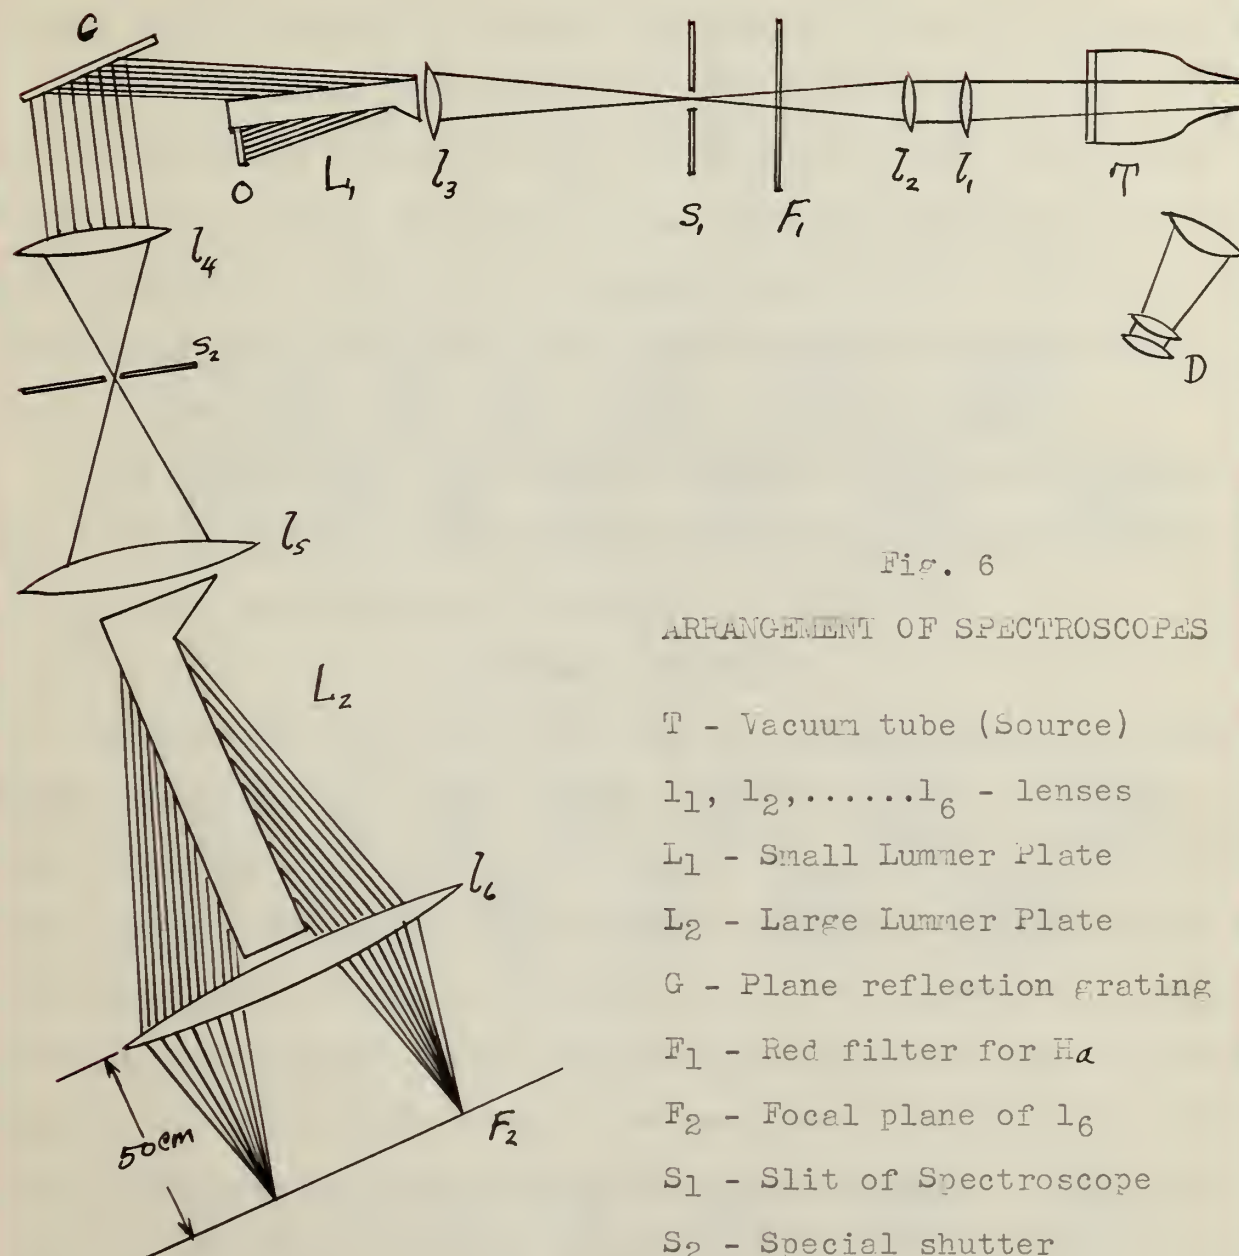 G
O
L₁
l₃
S₁
F₁
l₂
l₁
T
l₄
S₂
D
l₅
L₂
l₆
50cm
F₂
Fig. 6
ARRANGEMENT OF SPECTROSCOPES
T - Vacuum tube (Source)
l₁, l₂,......l₆ - lenses
L₁ - Small Lummer Plate
L₂ - Large Lummer Plate
G - Plane reflection grating
F₁ - Red filter for Hα
F₂ - Focal plane of l₆
S₁ - Slit of Spectroscope
S₂ - Special shutter